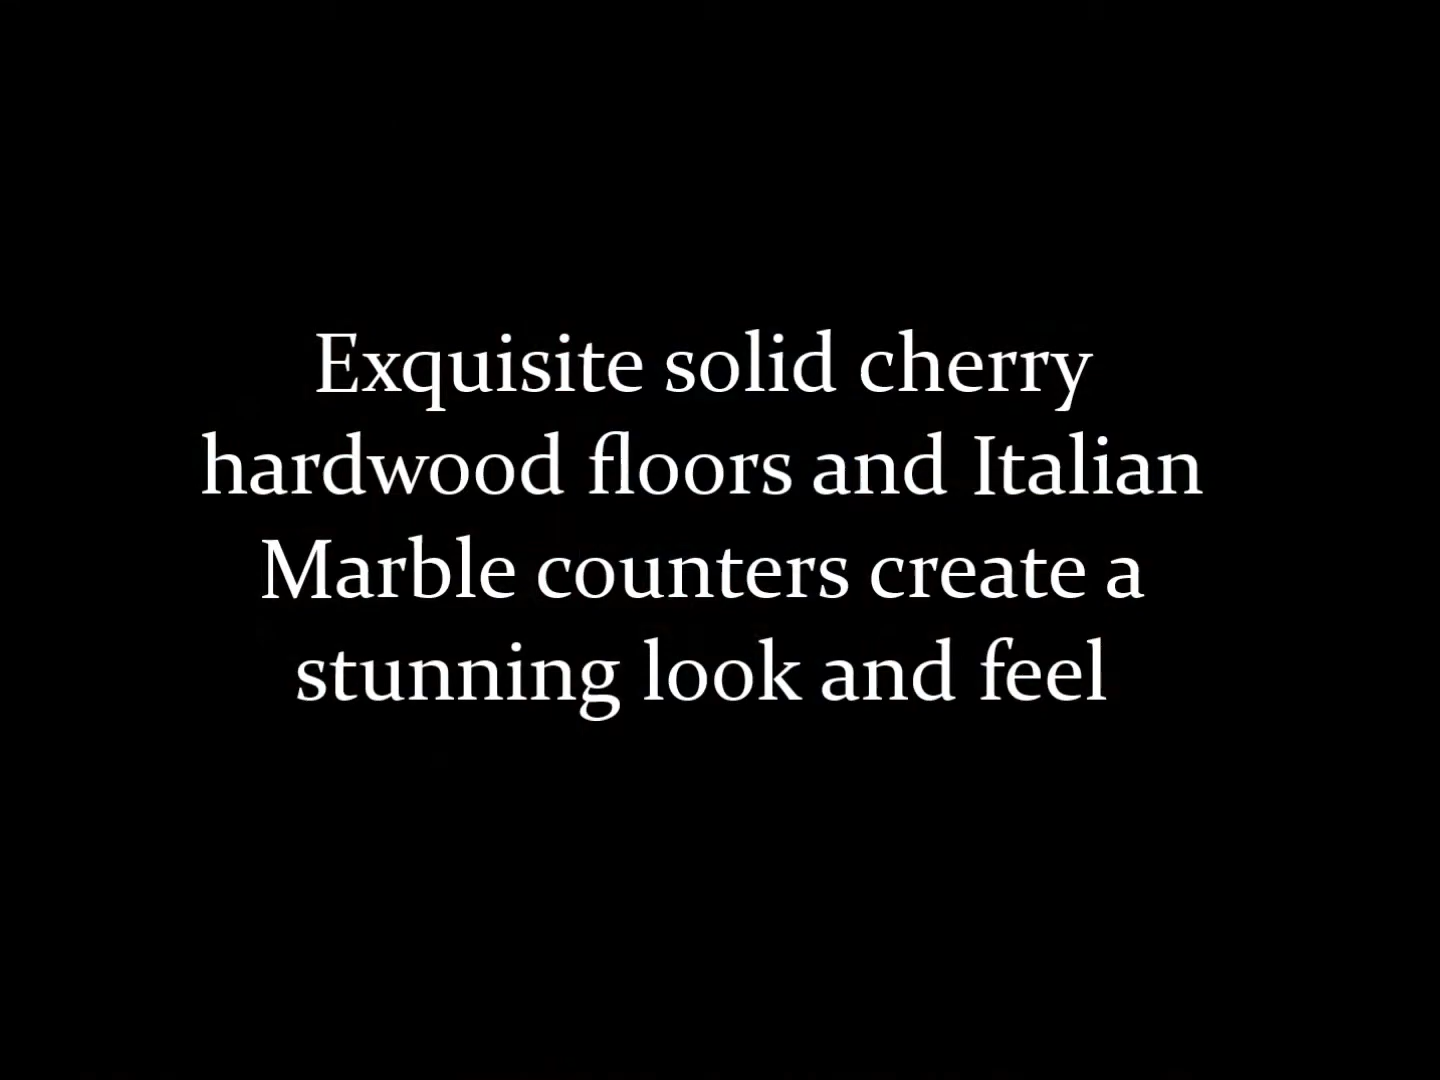 Exquisite solid cherry
hardwood floors and Italian
Marble counters create a
stunning look and feel